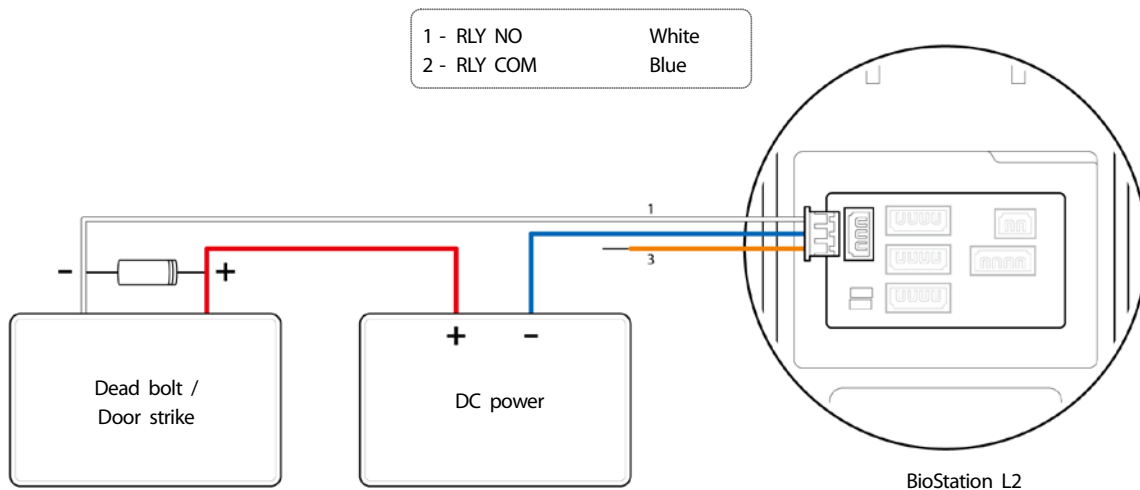 1 - RLY NO White
2 - RLY COM Blue
1
3
- +
+ -
Dead bolt /
Door strike
DC power
BioStation L2